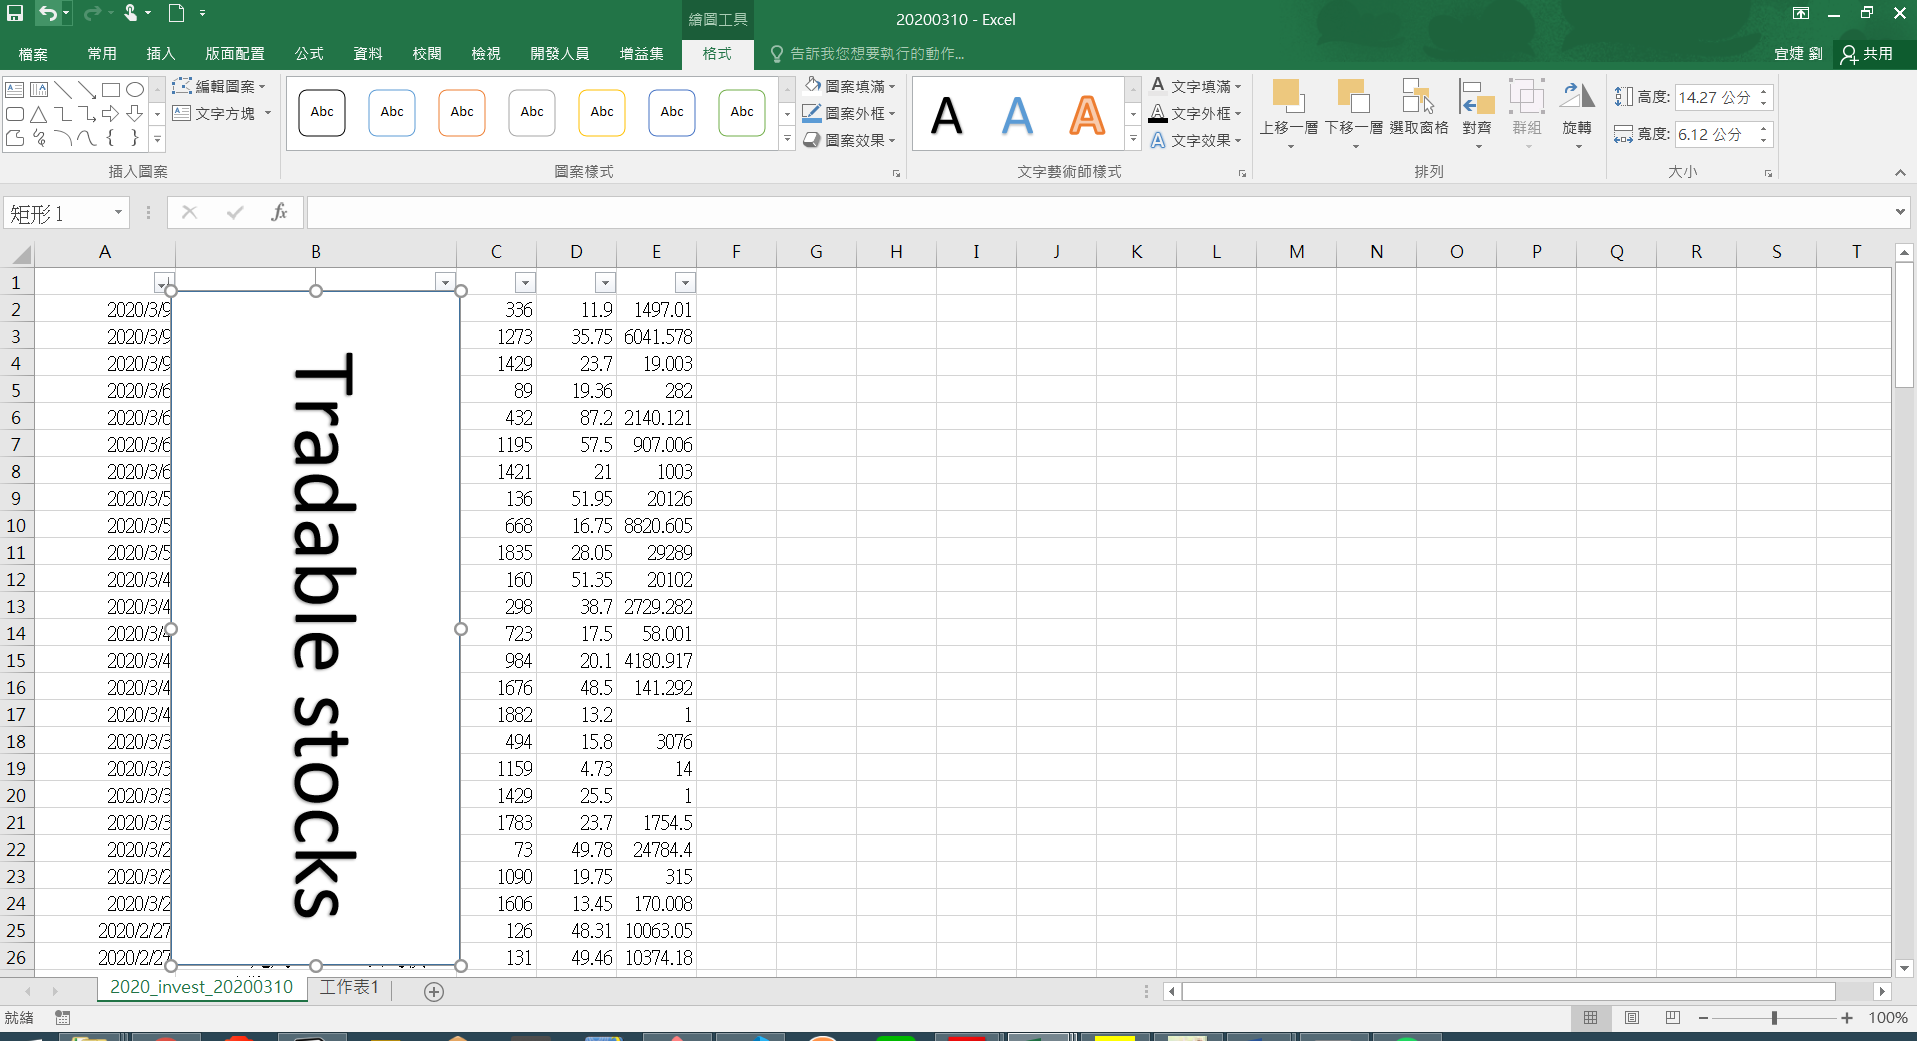 繪圖工具
20200310 - Excel
檔案 常用 插入 版面配置 公式 資料 校閱 檢視 開發人員 增益集 格式 告訴我您想要執行的動作... 宜婕 劉 共用
編輯圖案
文字方塊
Abc Abc Abc Abc Abc Abc Abc
圖案填滿
圖案外框
圖案效果
A A A
文字填滿
文字外框
文字效果
上移一層 下移一層 選取窗格 對齊 群組 旋轉
高度: 14.27 公分
寬度: 6.12 公分
插入圖案 圖案樣式 文字藝術師樣式 排列 大小
矩形 1 fx
A B C D E F G H I J K L M N O P Q R S T
1
2 2020/3/9 336 11.9 1497.01
3 2020/3/9 1273 35.75 6041.578
4 2020/3/9 1429 23.7 19.003
5 2020/3/6 89 19.36 282
6 2020/3/6 432 87.2 2140.121
7 2020/3/6 1195 57.5 907.006
8 2020/3/6 1421 21 1003
9 2020/3/5 136 51.95 20126
10 2020/3/5 668 16.75 8820.605
11 2020/3/5 1835 28.05 29289
12 2020/3/4 160 51.35 20102
13 2020/3/4 298 38.7 2729.282
14 2020/3/4 723 17.5 58.001
15 2020/3/4 984 20.1 4180.917
16 2020/3/4 1676 48.5 141.292
17 2020/3/4 1882 13.2 1
18 2020/3/3 494 15.8 3076
19 2020/3/3 1159 4.73 14
20 2020/3/3 1429 25.5 1
21 2020/3/3 1783 23.7 1754.5
22 2020/3/2 73 49.78 24784.4
23 2020/3/2 1090 19.75 315
24 2020/3/2 1606 13.45 170.008
25 2020/2/27 126 48.31 10063.05
26 2020/2/27 131 49.46 10374.18
Tradable stocks
2020_invest_20200310 工作表1
就緒 100%